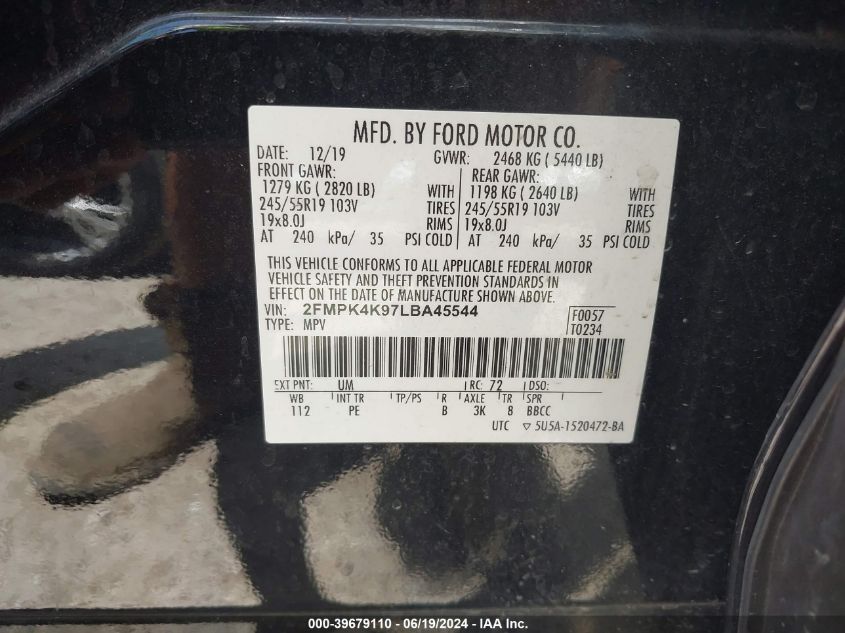 MFD. BY FORD MOTOR CO.
DATE: 12/19 GVWR: 2468 KG ( 5440 LB)
FRONT GAWR: REAR GAWR:
1279 KG ( 2820 LB) WITH 1198 KG ( 2640 LB) WITH
245/55R19 103V TIRES 245/55R19 103V TIRES
19x8.0J RIMS 19x8.0J RIMS
AT 240 kPa/ 35 PSI COLD AT 240 kPa/ 35 PSI COLD
THIS VEHICLE CONFORMS TO ALL APPLICABLE FEDERAL MOTOR
VEHICLE SAFETY AND THEFT PREVENTION STANDARDS IN
EFFECT ON THE DATE OF MANUFACTURE SHOWN ABOVE.
VIN: 2FMPK4K97LBA45544 F0057
TYPE: MPV T0234
EXT PNT: UM RC: 72 DSO:
WB INT TR TP/PS R AXLE TR SPR
112 PE B 3K 8 BBCC
UTC ▽ 5U5A-1520472-BA
000-39679110 - 06/19/2024 - IAA Inc.